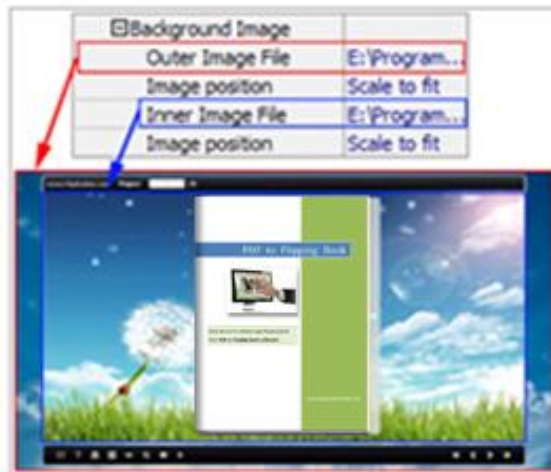 Background Image
Outer Image File E:\Program...
Image position Scale to fit
Inner Image File E:\Program...
Image position Scale to fit
PDF to Flipping Book